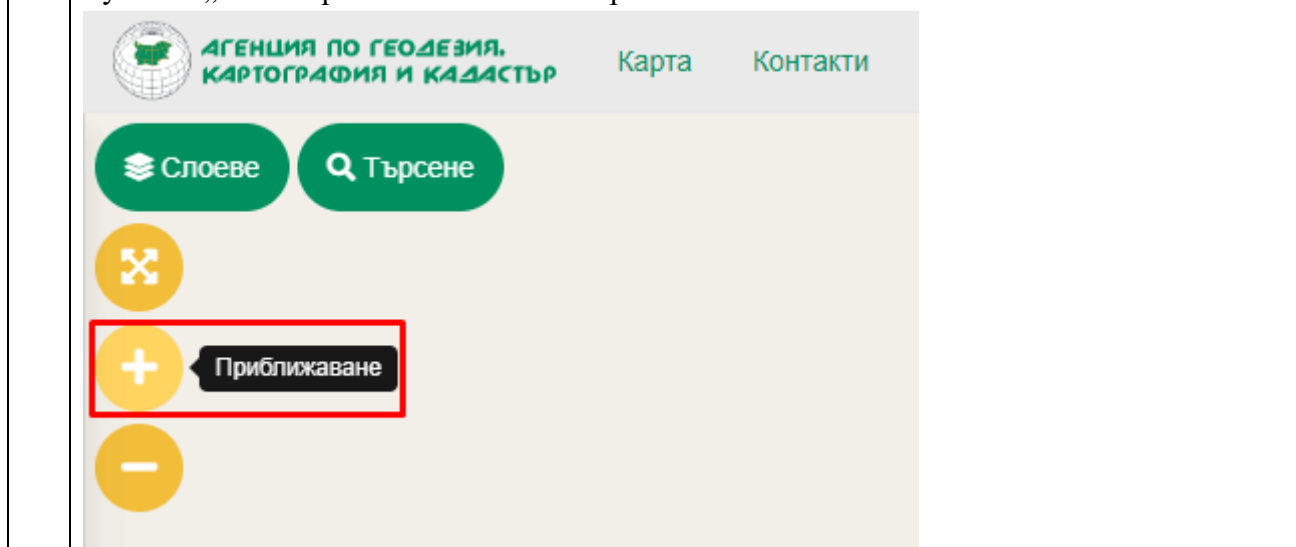 АГЕНЦИЯ ПО ГЕОДЕЗИЯ,
КАРТОГРАФИЯ И КАДАСТЪР
Карта Контакти
Слоеве Търсене
Приближаване